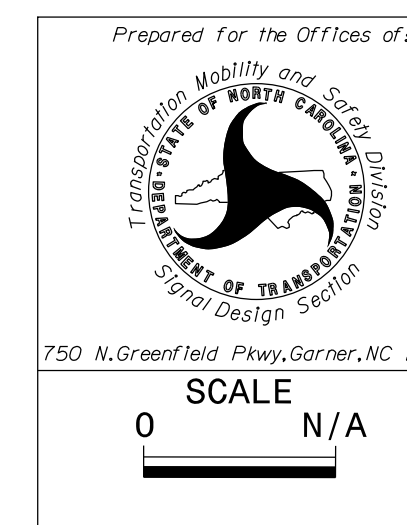 Prepared for the Offices of:
Transportation Mobility and Safety Division
STATE OF NORTH CAROLINA
DEPARTMENT OF TRANSPORTATION
Signal Design Section
750 N.Greenfield Pkwy,Garner,NC
SCALE
0 N/A